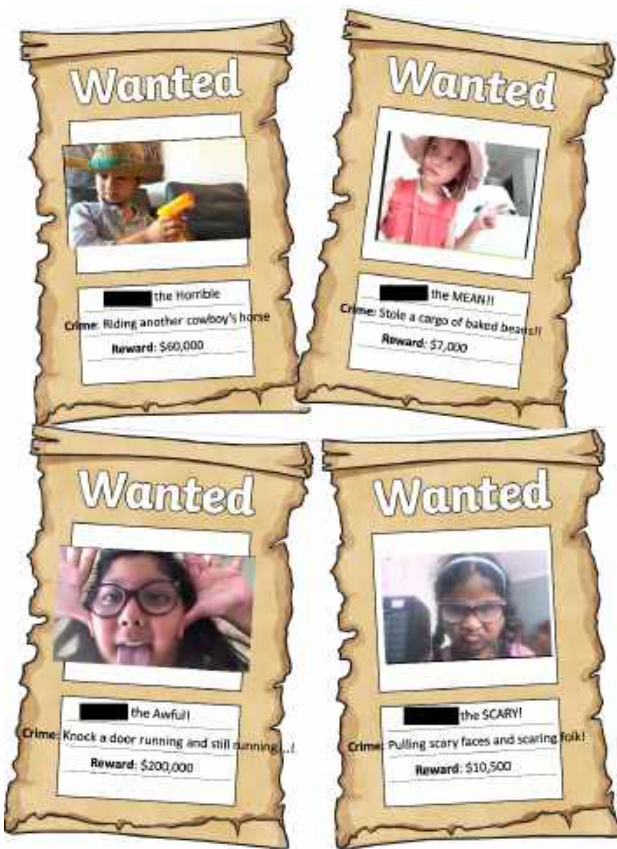 Wanted
the Horrible
Crime: Riding another cowboy's horse
Reward: $60,000
Wanted
the MEAN!!
Crime: Stole a cargo of baked beans!!
Reward: $7,000
Wanted
the Awful!
Crime: Knock a door running and still running...!
Reward: $200,000
Wanted
the SCARY!
Crime: Pulling scary faces and scaring folk!
Reward: $10,500